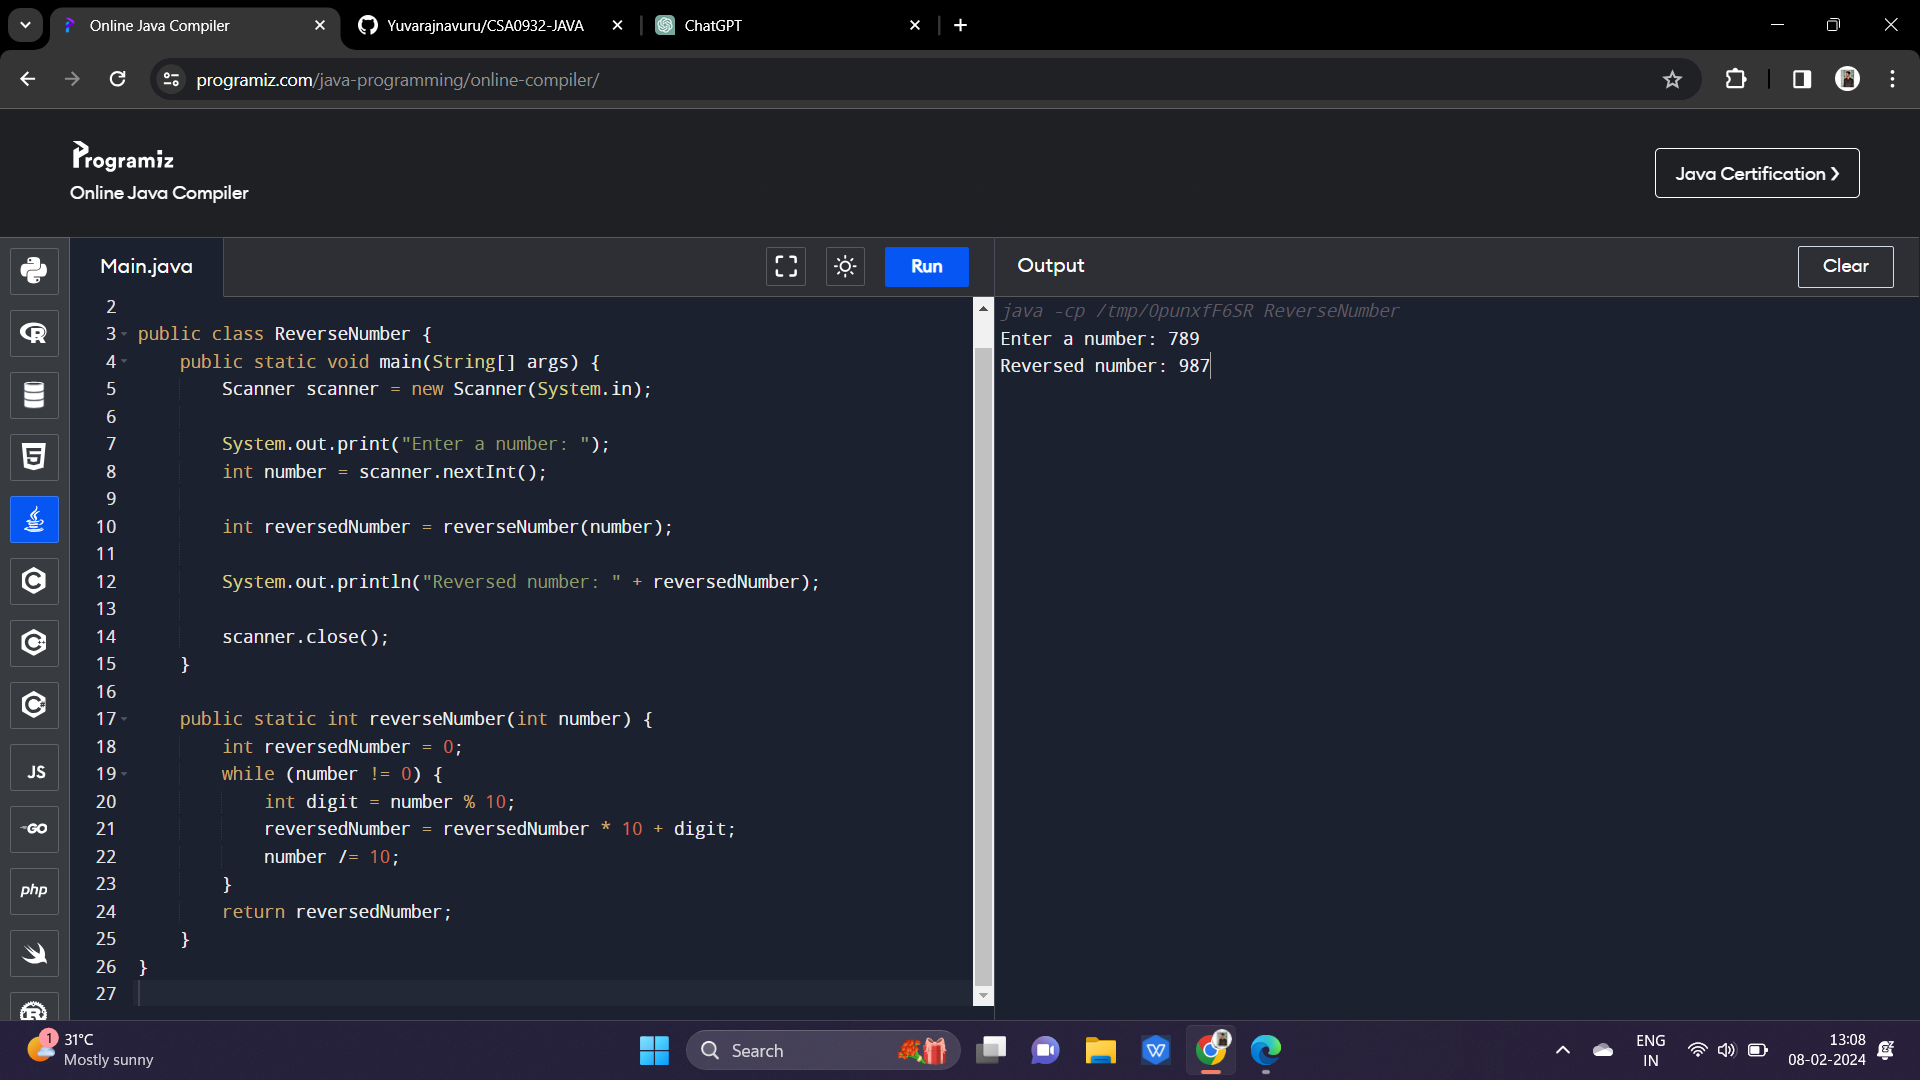 Online Java Compiler
Yuvarajnavuru/CSA0932-JAVA
ChatGPT
programiz.com/java-programming/online-compiler/
Programiz
Online Java Compiler
Java Certification ❯
Main.java
Run
Output
Clear
2
3 public class ReverseNumber {
4     public static void main(String[] args) {
5         Scanner scanner = new Scanner(System.in);
6
7         System.out.print("Enter a number: ");
8         int number = scanner.nextInt();
9
10         int reversedNumber = reverseNumber(number);
11
12         System.out.println("Reversed number: " + reversedNumber);
13
14         scanner.close();
15     }
16
17     public static int reverseNumber(int number) {
18         int reversedNumber = 0;
19         while (number != 0) {
20             int digit = number % 10;
21             reversedNumber = reversedNumber * 10 + digit;
22             number /= 10;
23         }
24         return reversedNumber;
25     }
26 }
27
java -cp /tmp/OpunxfF6SR ReverseNumber
Enter a number: 789
Reversed number: 987
JS
GO
php
1
31°C
Mostly sunny
Search
ENG
IN
13:08
08-02-2024